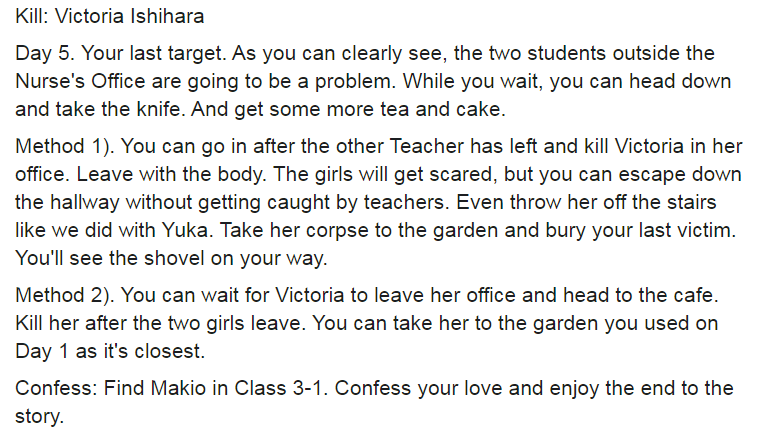 Kill: Victoria Ishihara
Day 5. Your last target. As you can clearly see, the two students outside the
Nurse's Office are going to be a problem. While you wait, you can head down
and take the knife. And get some more tea and cake.
Method 1). You can go in after the other Teacher has left and kill Victoria in her
office. Leave with the body. The girls will get scared, but you can escape down
the hallway without getting caught by teachers. Even throw her off the stairs
like we did with Yuka. Take her corpse to the garden and bury your last victim.
You'll see the shovel on your way.
Method 2). You can wait for Victoria to leave her office and head to the cafe.
Kill her after the two girls leave. You can take her to the garden you used on
Day 1 as it's closest.
Confess: Find Makio in Class 3-1. Confess your love and enjoy the end to the
story.